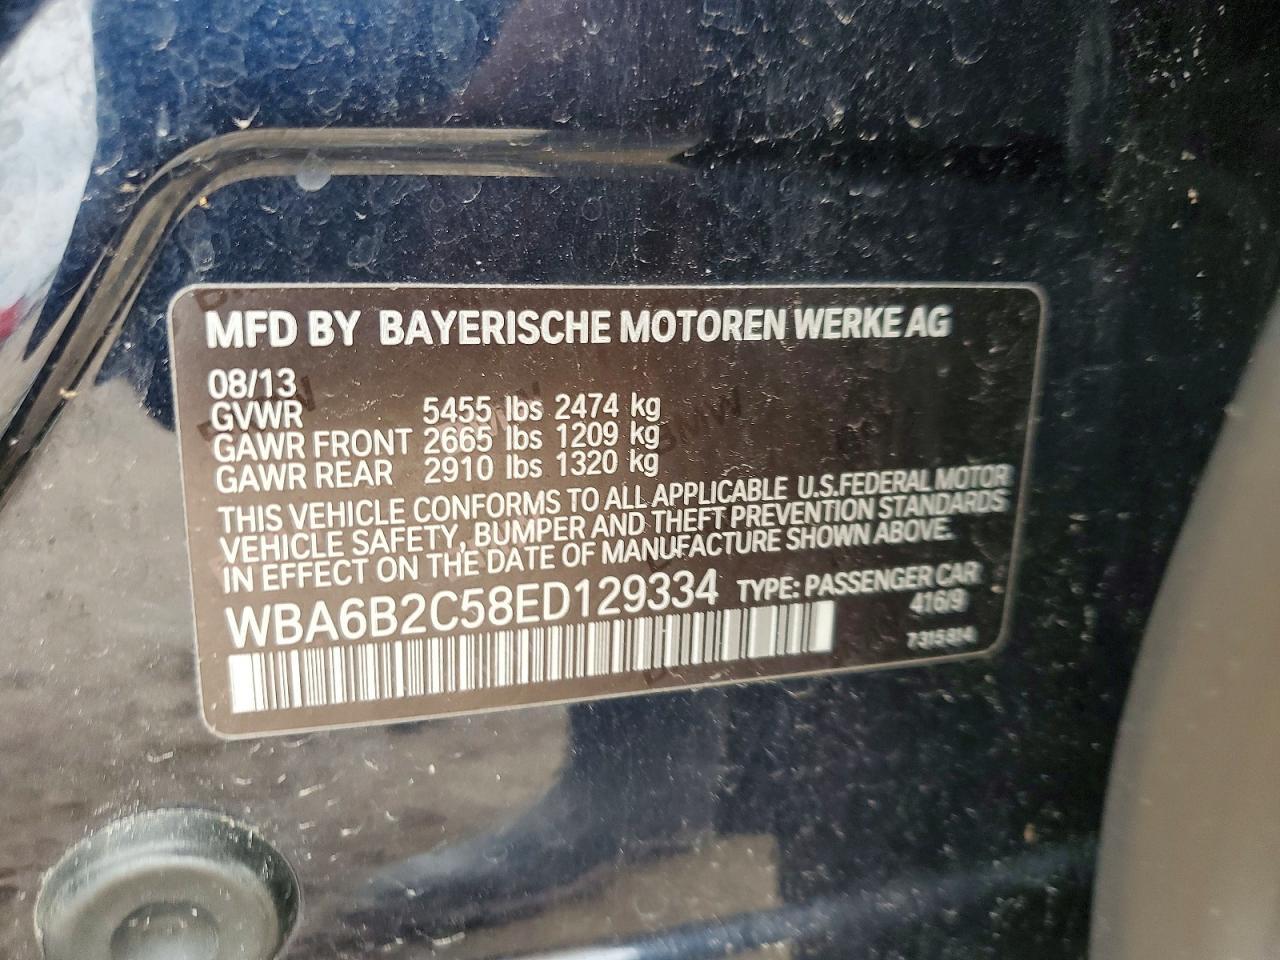 MFD BY BAYERISCHE MOTOREN WERKE AG
08/13
GVWR 5455 lbs 2474 kg
GAWR FRONT 2665 lbs 1209 kg
GAWR REAR 2910 lbs 1320 kg
THIS VEHICLE CONFORMS TO ALL APPLICABLE U.S.FEDERAL MOTOR
VEHICLE SAFETY, BUMPER AND THEFT PREVENTION STANDARDS
IN EFFECT ON THE DATE OF MANUFACTURE SHOWN ABOVE.
WBA6B2C58ED129334 TYPE: PASSENGER CAR
416/9
7315814